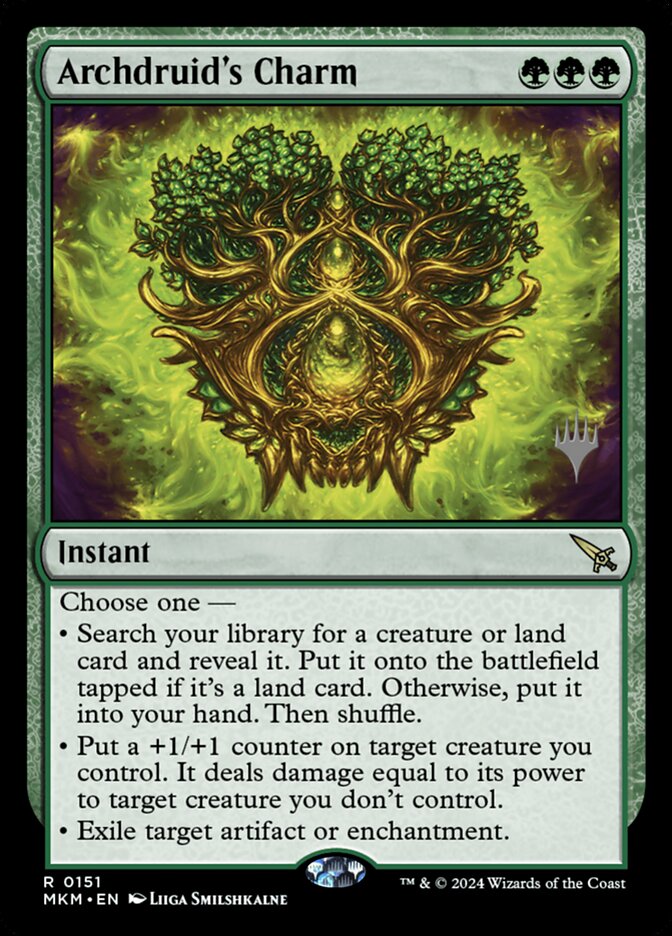 Archdruid's Charm
Instant
Choose one —
• Search your library for a creature or land
card and reveal it. Put it onto the battlefield
tapped if it's a land card. Otherwise, put it
into your hand. Then shuffle.
• Put a +1/+1 counter on target creature you
control. It deals damage equal to its power
to target creature you don't control.
• Exile target artifact or enchantment.
R 0151
MKM • EN Liiga Smilshkalne
™ & © 2024 Wizards of the Coast